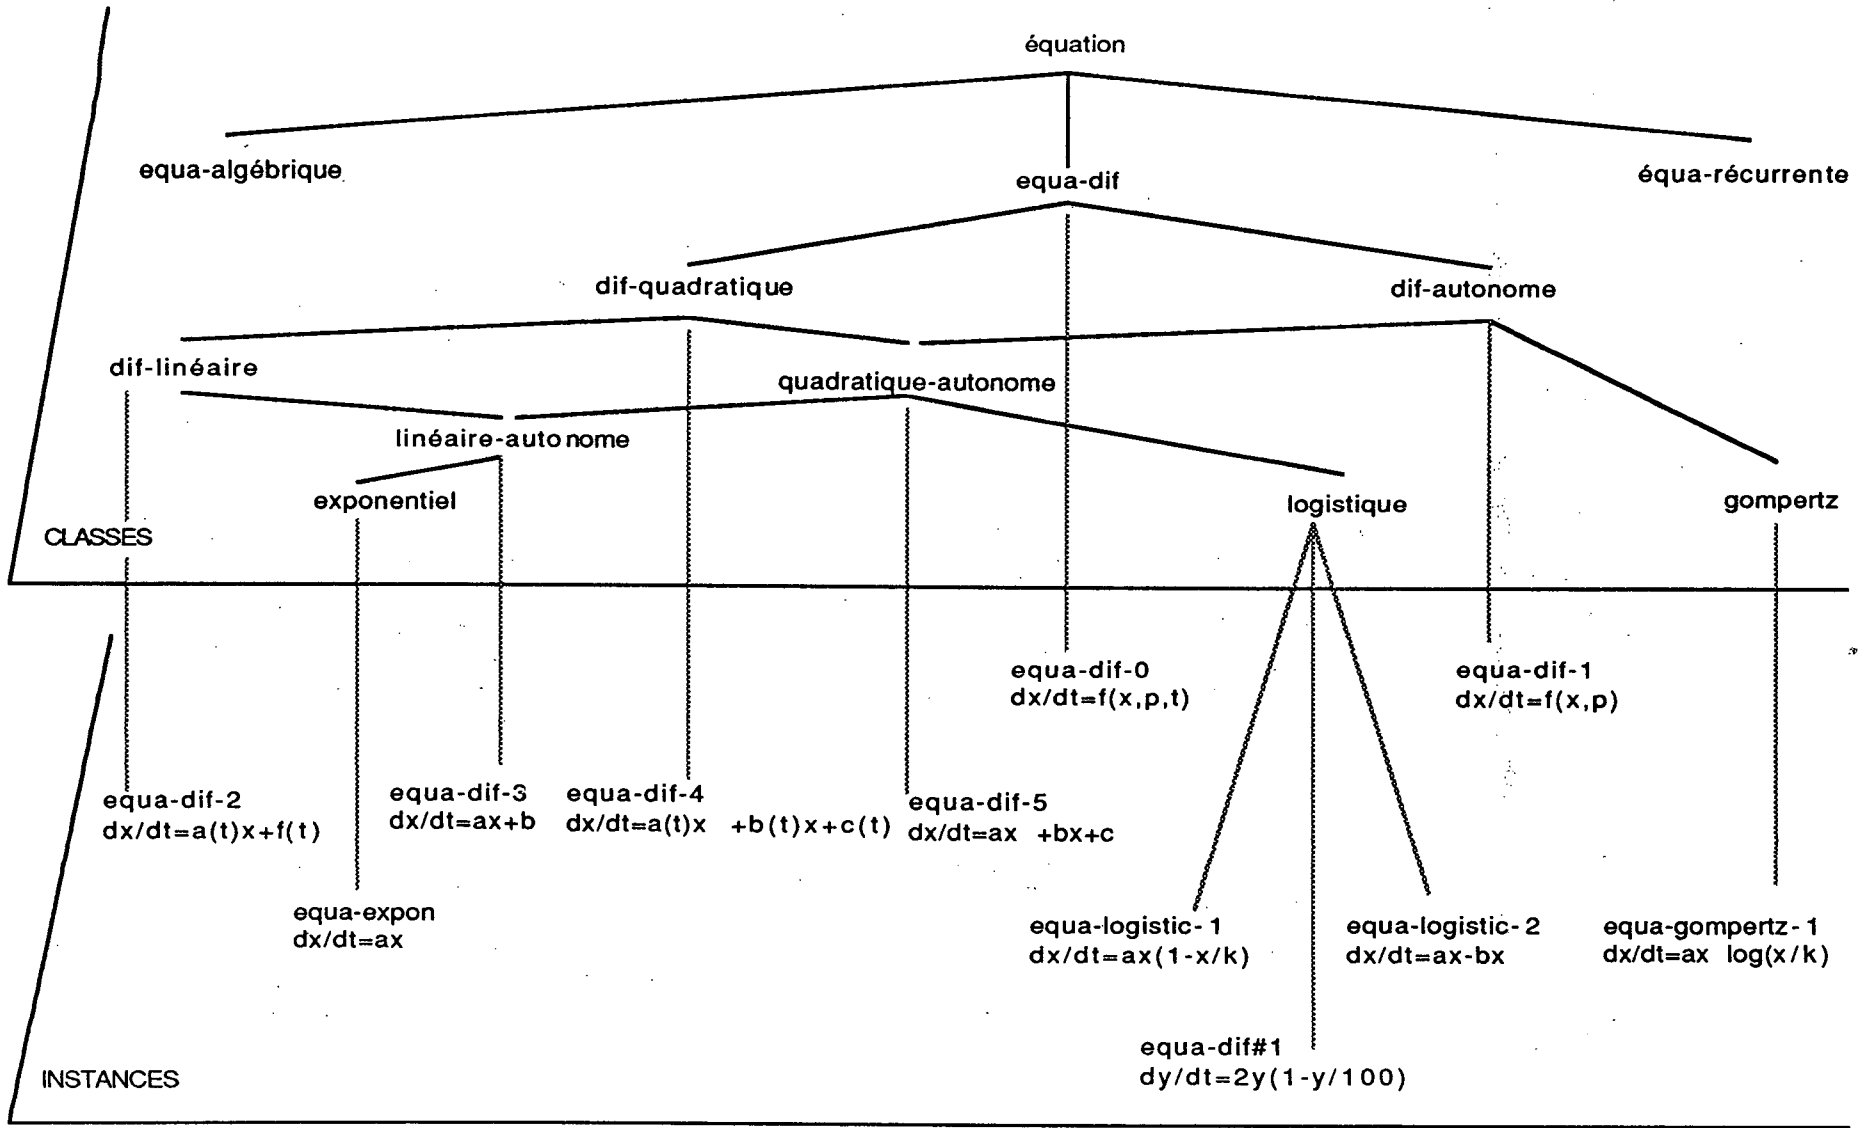 équation
equa-algébrique
equa-dif
équa-récurrente
dif-quadratique
dif-autonome
dif-linéaire
quadratique-autonome
linéaire-autonome
exponentiel
logistique
gompertz
CLASSES
equa-dif-0
dx/dt=f(x,p,t)
equa-dif-1
dx/dt=f(x,p)
equa-dif-2
dx/dt=a(t)x+f(t)
equa-dif-3
dx/dt=ax+b
equa-dif-4
dx/dt=a(t)x +b(t)x+c(t)
equa-dif-5
dx/dt=ax +bx+c
equa-expon
dx/dt=ax
equa-logistic-1
dx/dt=ax(1-x/k)
equa-logistic-2
dx/dt=ax-bx
equa-gompertz-1
dx/dt=ax log(x/k)
equa-dif#1
dy/dt=2y(1-y/100)
INSTANCES